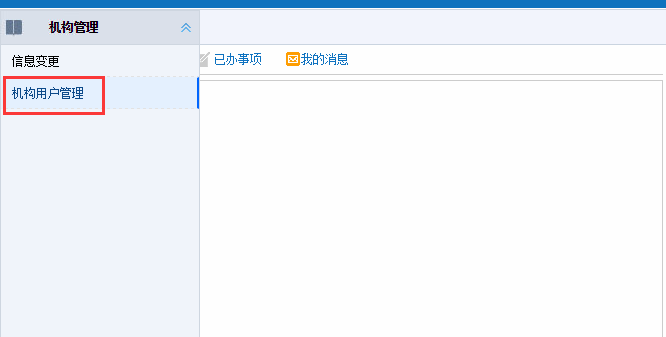 机构管理
信息变更
已办事项
我的消息
机构用户管理